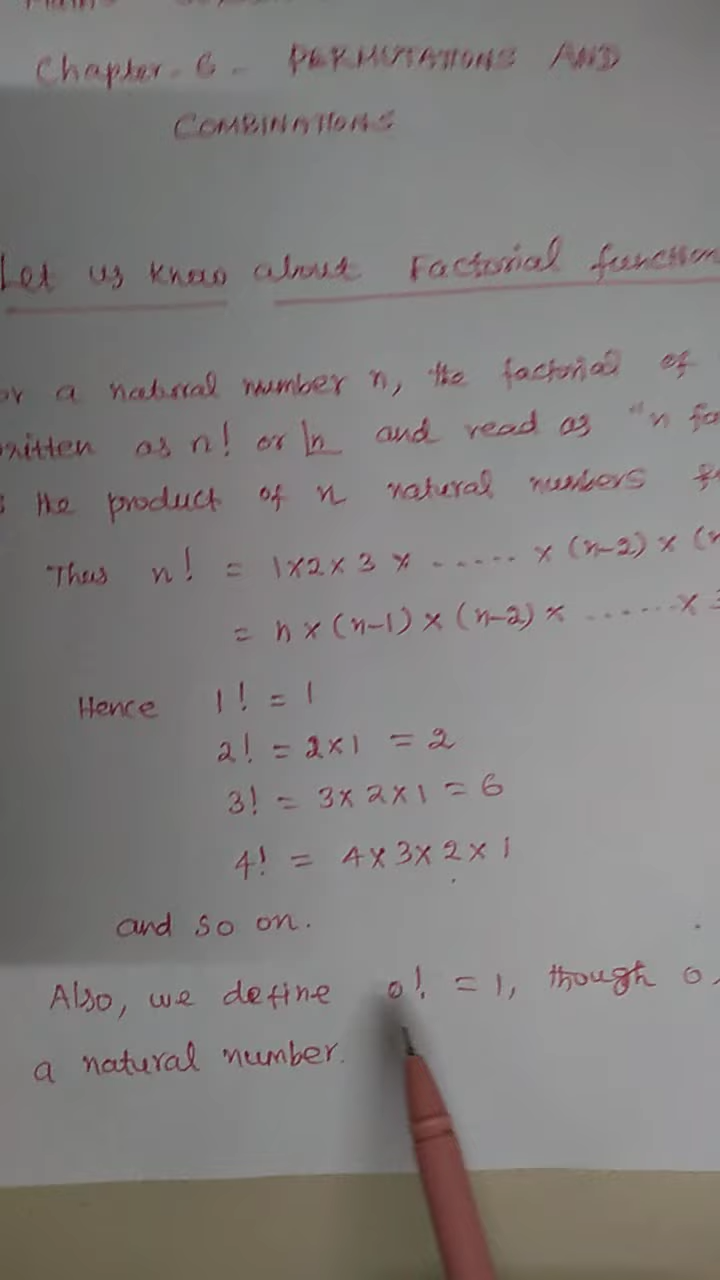 Chapter-6- PERMUTATIONS AND
COMBINATIONS
Let us know about Factorial function
or a natural number n, the factorial of
written as n! or |n and read as "n fa
the product of n natural numbers f
Thus n! = 1×2×3× ...... ×(n-2)×(n
= n×(n-1)×(n-2)× ......×3
Hence 1! = 1
2! = 2×1 = 2
3! = 3×2×1 = 6
4! = 4×3×2×1
and so on.
Also, we define 0! = 1, though 0
a natural number.